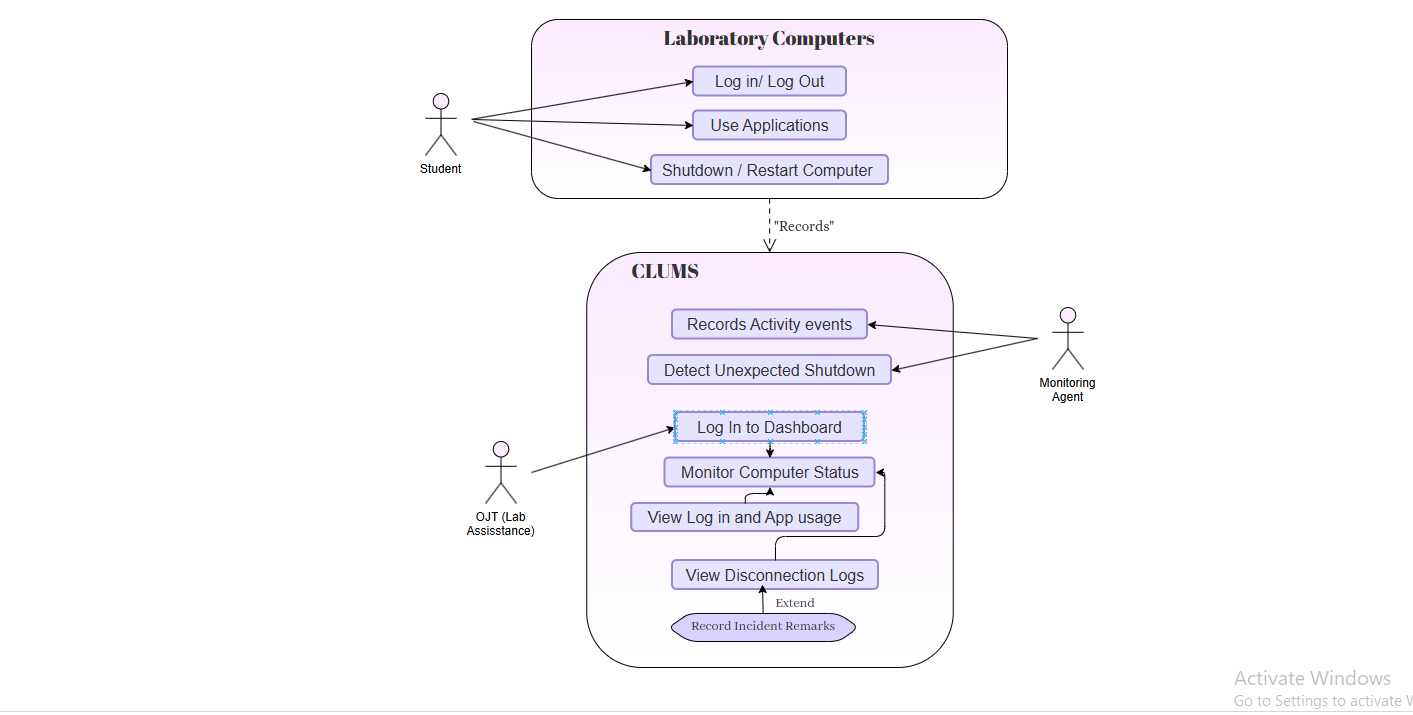 Laboratory Computers
Log in/ Log Out
Use Applications
Shutdown / Restart Computer
Student
"Records"
CLUMS
Records Activity events
Detect Unexpected Shutdown
Monitoring
Agent
Log In to Dashboard
Monitor Computer Status
View Log in and App usage
OJT (Lab
Assisstance)
View Disconnection Logs
Extend
Record Incident Remarks
Activate Windows
Go to Settings to activate W